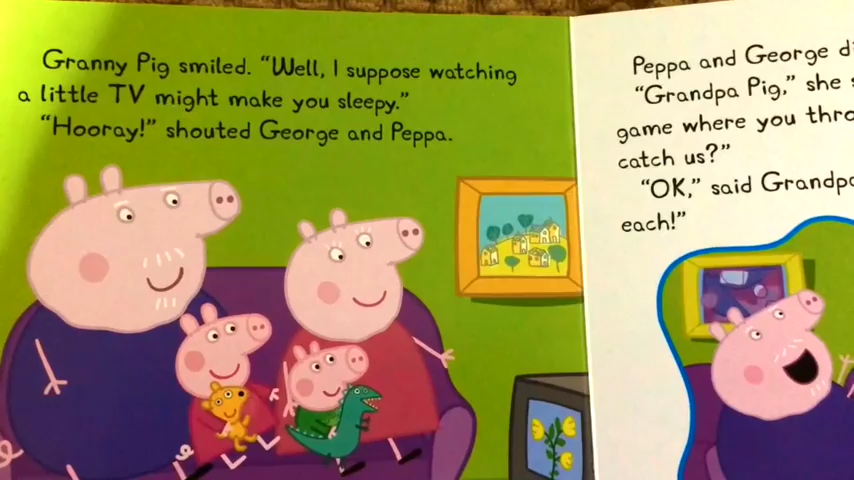 Granny Pig smiled. “Well, I suppose watching
a little TV might make you sleepy.”
“Hooray!” shouted George and Peppa.
Peppa and George
“Grandpa Pig,” she
game where you
catch us?”
“OK,” said
each!”